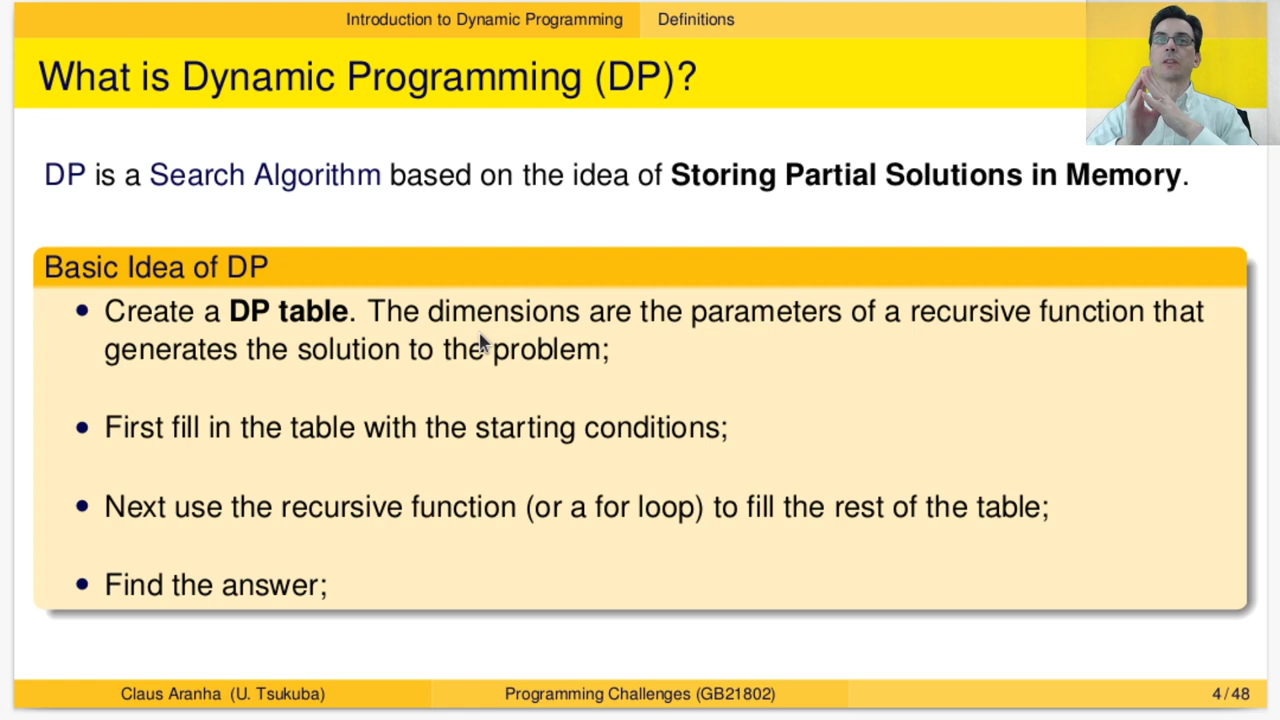 Introduction to Dynamic Programming Definitions
What is Dynamic Programming (DP)?
DP is a Search Algorithm based on the idea of Storing Partial Solutions in Memory.
Basic Idea of DP
• Create a DP table. The dimensions are the parameters of a recursive function that
generates the solution to the problem;
• First fill in the table with the starting conditions;
• Next use the recursive function (or a for loop) to fill the rest of the table;
• Find the answer;
Claus Aranha (U. Tsukuba) Programming Challenges (GB21802) 4 / 48